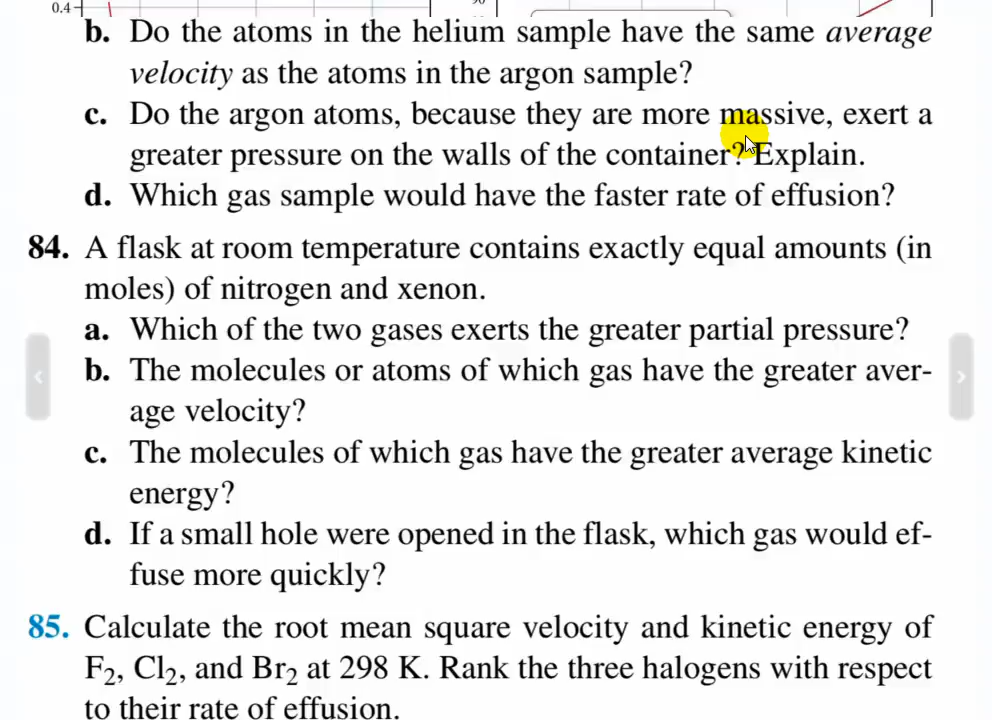 0.4
b. Do the atoms in the helium sample have the same average
velocity as the atoms in the argon sample?
c. Do the argon atoms, because they are more massive, exert a
greater pressure on the walls of the container? Explain.
d. Which gas sample would have the faster rate of effusion?
84. A flask at room temperature contains exactly equal amounts (in
moles) of nitrogen and xenon.
a. Which of the two gases exerts the greater partial pressure?
b. The molecules or atoms of which gas have the greater aver-
age velocity?
c. The molecules of which gas have the greater average kinetic
energy?
d. If a small hole were opened in the flask, which gas would ef-
fuse more quickly?
85. Calculate the root mean square velocity and kinetic energy of
F₂, Cl₂, and Br₂ at 298 K. Rank the three halogens with respect
to their rate of effusion.